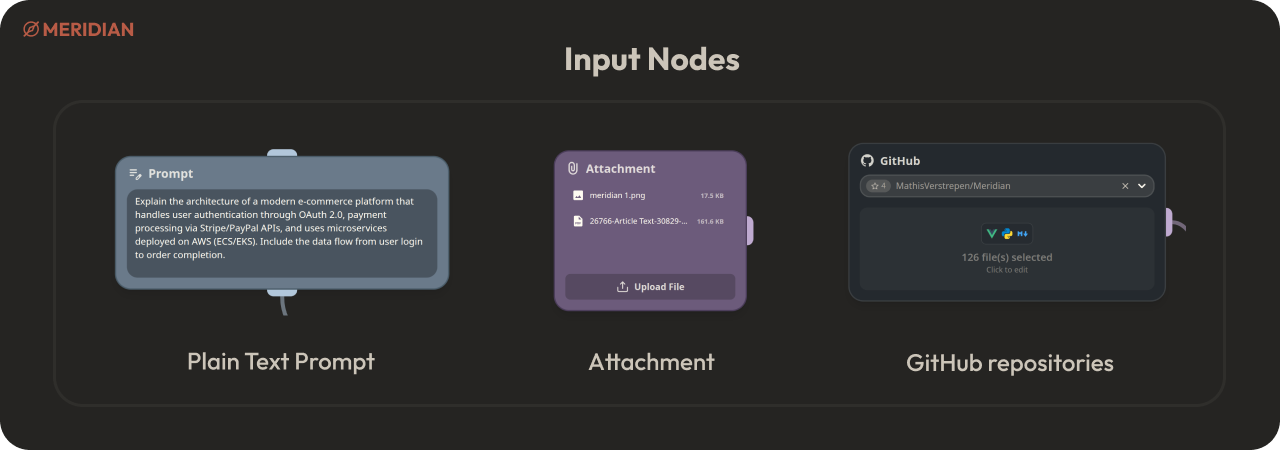 MERIDIAN
Input Nodes
Prompt
Explain the architecture of a modern e-commerce platform that
handles user authentication through OAuth 2.0, payment
processing via Stripe/PayPal APIs, and uses microservices
deployed on AWS (ECS/EKS). Include the data flow from user login
to order completion.
Plain Text Prompt
Attachment
meridian 1.png 17.5 KB
26766-Article Text-30829-... 161.6 KB
Upload File
Attachment
GitHub
4 MathisVerstrepen/Meridian
126 file(s) selected
Click to edit
GitHub repositories